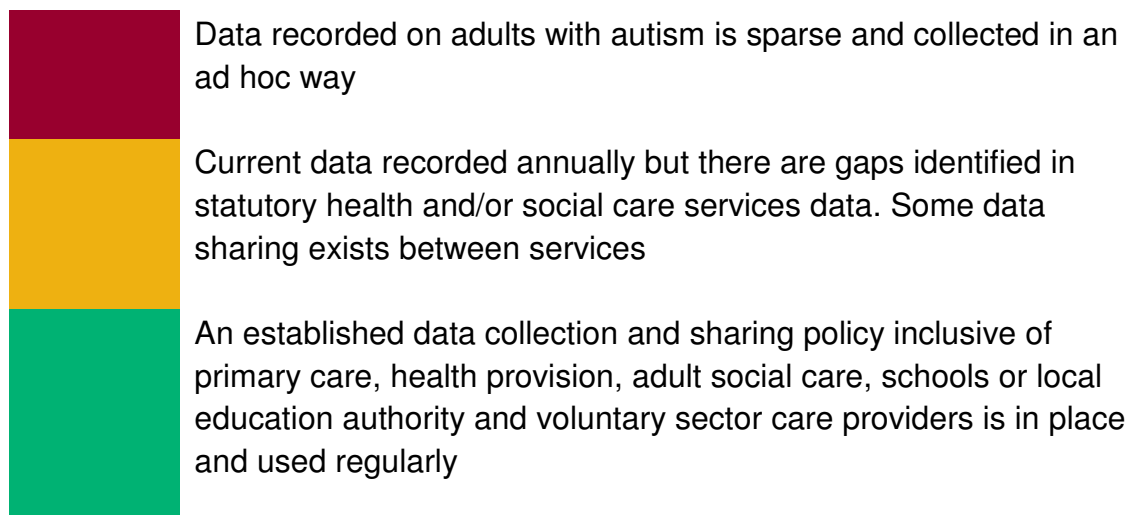 Data recorded on adults with autism is sparse and collected in an
ad hoc way
Current data recorded annually but there are gaps identified in
statutory health and/or social care services data. Some data
sharing exists between services
An established data collection and sharing policy inclusive of
primary care, health provision, adult social care, schools or local
education authority and voluntary sector care providers is in place
and used regularly